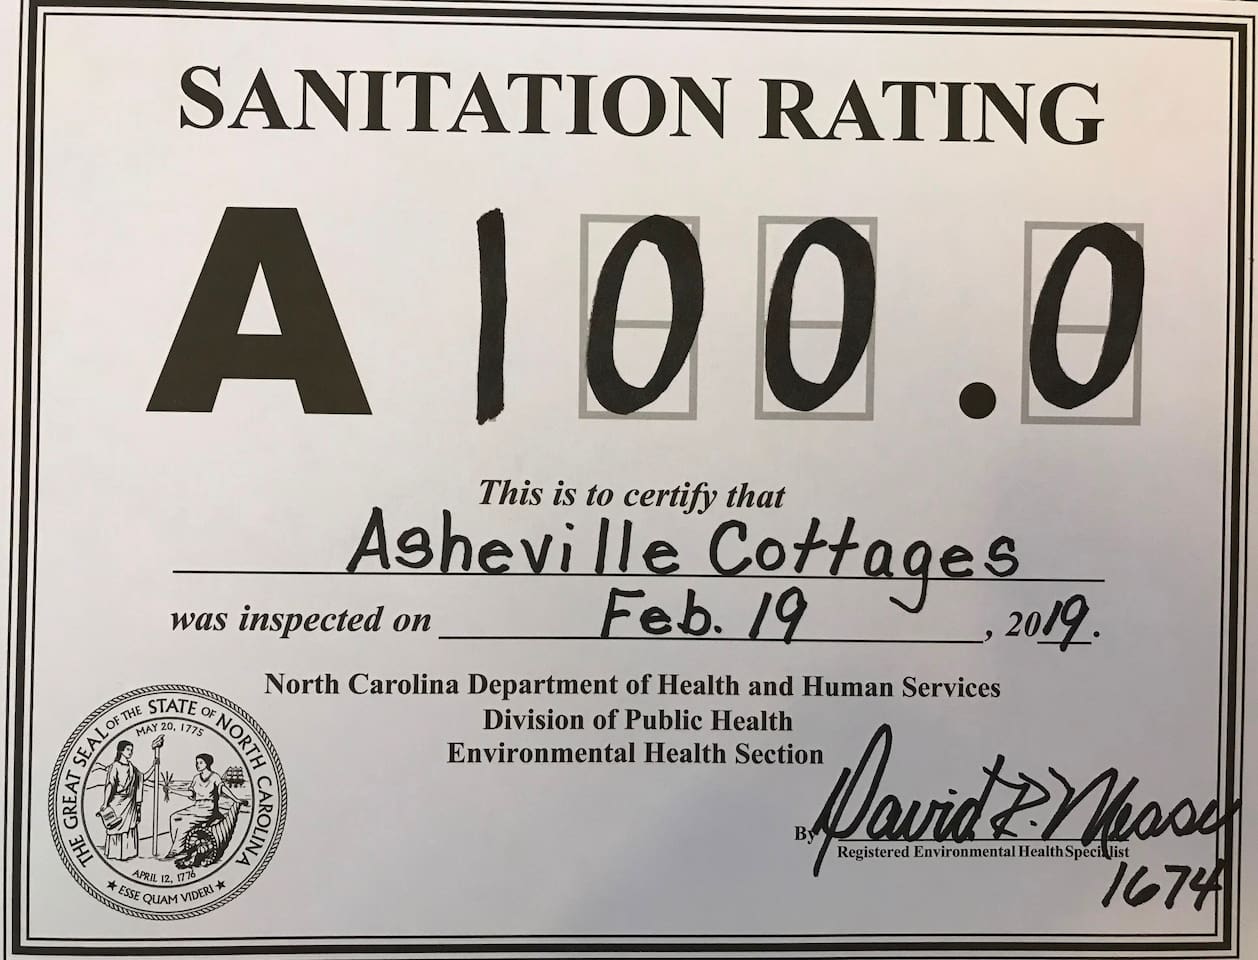 SANITATION RATING
A 100.0
This is to certify that
Asheville Cottages
was inspected on Feb. 19, 2019.
North Carolina Department of Health and Human Services
Division of Public Health
Environmental Health Section
THE GREAT SEAL OF THE STATE OF NORTH CAROLINA
MAY 20, 1775
APRIL 12, 1776
★ ESSE QUAM VIDERI ★
By David P.
Registered Environmental Health Specialist
1674